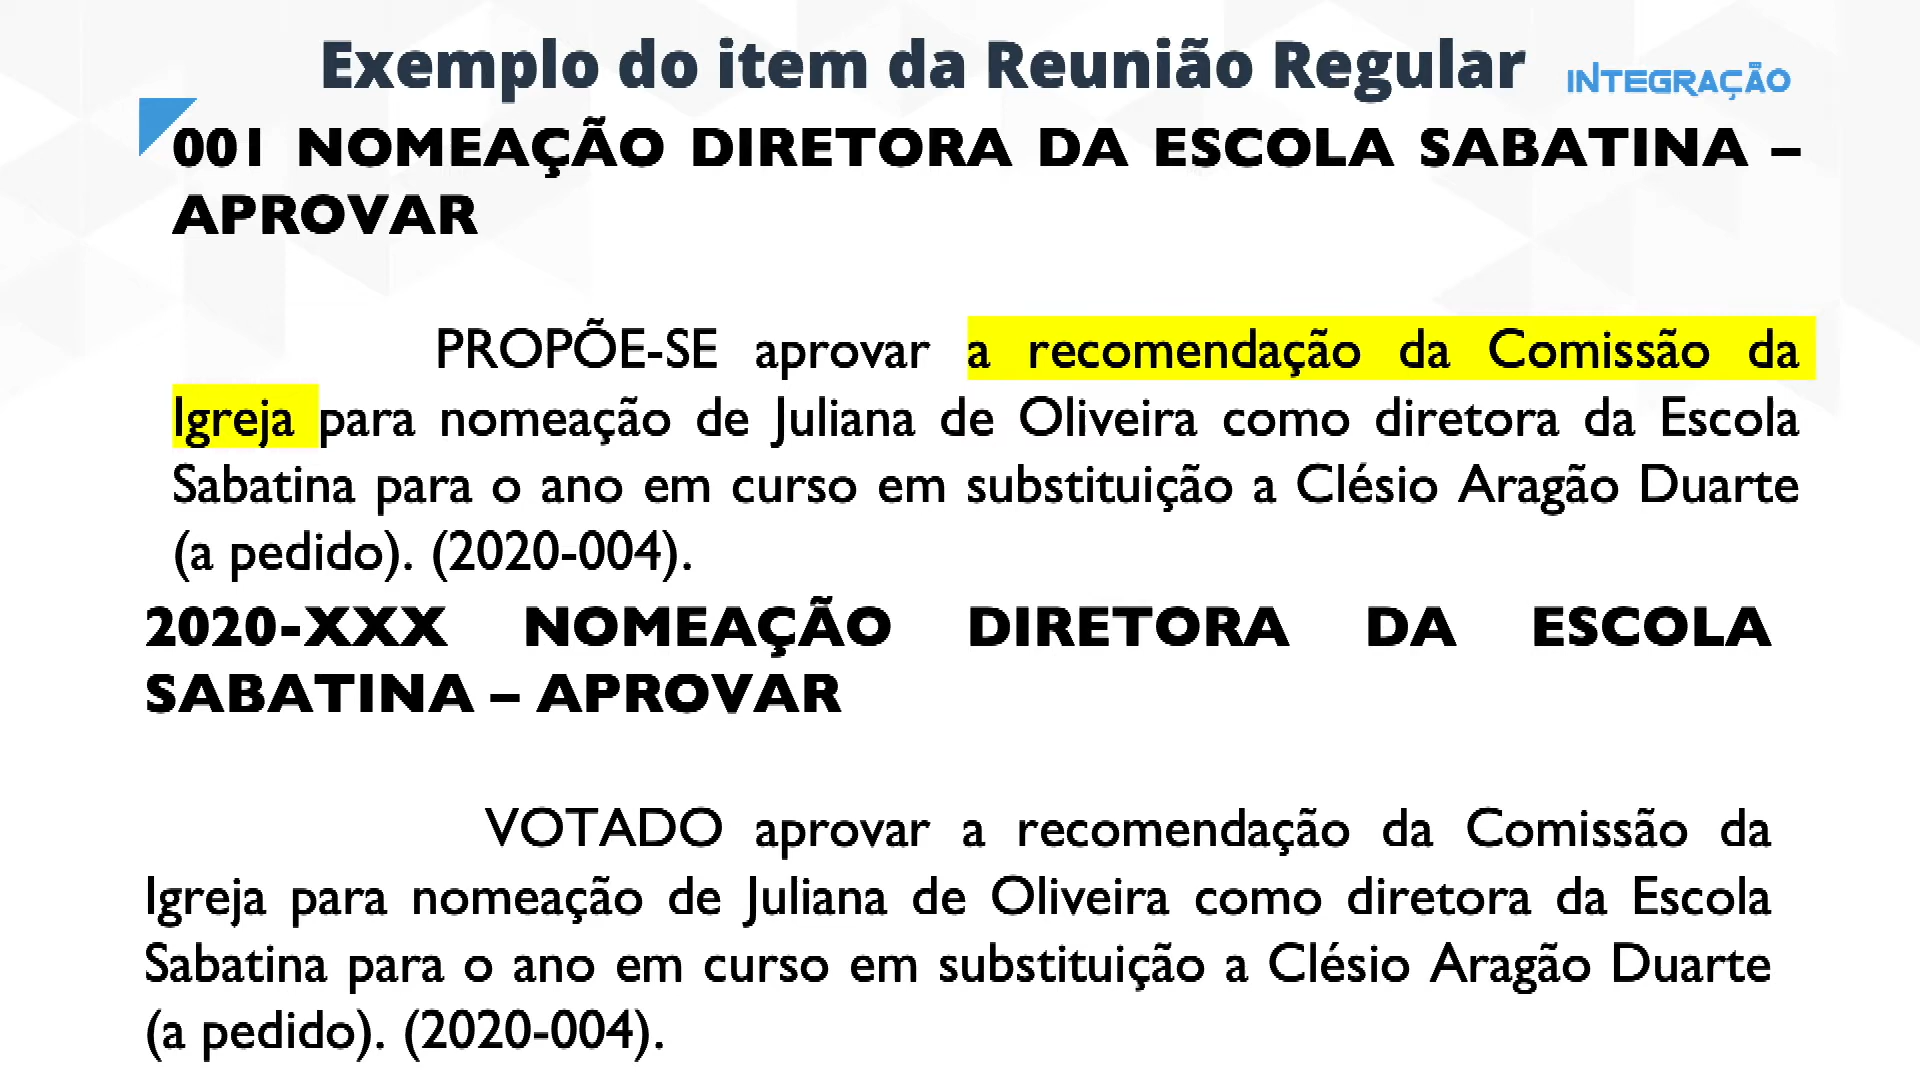 Exemplo do item da Reunião Regular
INTEGRAÇÃO
001 NOMEAÇÃO DIRETORA DA ESCOLA SABATINA –
APROVAR
PROPÕE-SE aprovar a recomendação da Comissão da
Igreja para nomeação de Juliana de Oliveira como diretora da Escola
Sabatina para o ano em curso em substituição a Clésio Aragão Duarte
(a pedido). (2020-004).
2020-XXX NOMEAÇÃO DIRETORA DA ESCOLA
SABATINA – APROVAR
VOTADO aprovar a recomendação da Comissão da
Igreja para nomeação de Juliana de Oliveira como diretora da Escola
Sabatina para o ano em curso em substituição a Clésio Aragão Duarte
(a pedido). (2020-004).